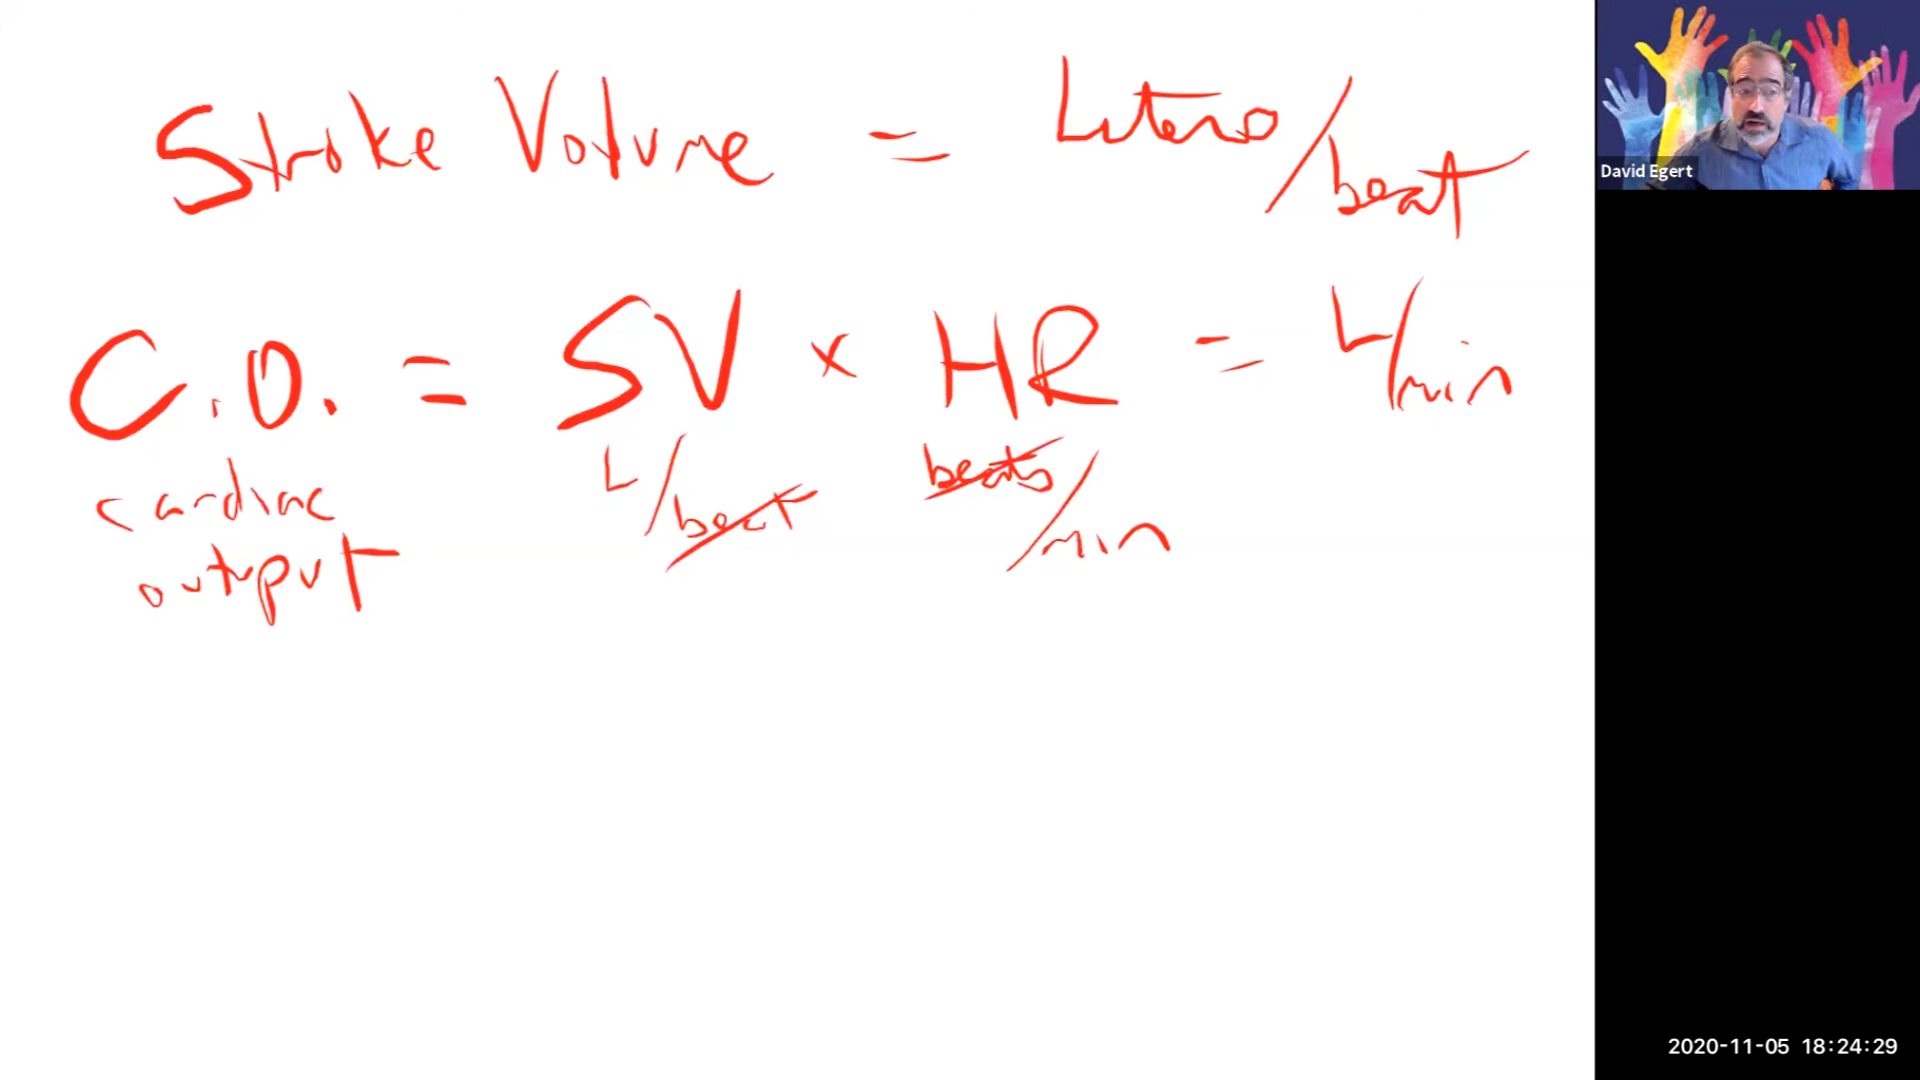 Stroke Volume = Liters/beat
C.O. = SV x HR = L/min
cardiac output
L/beat
beats/min
David Egert
2020-11-05 18:24:29